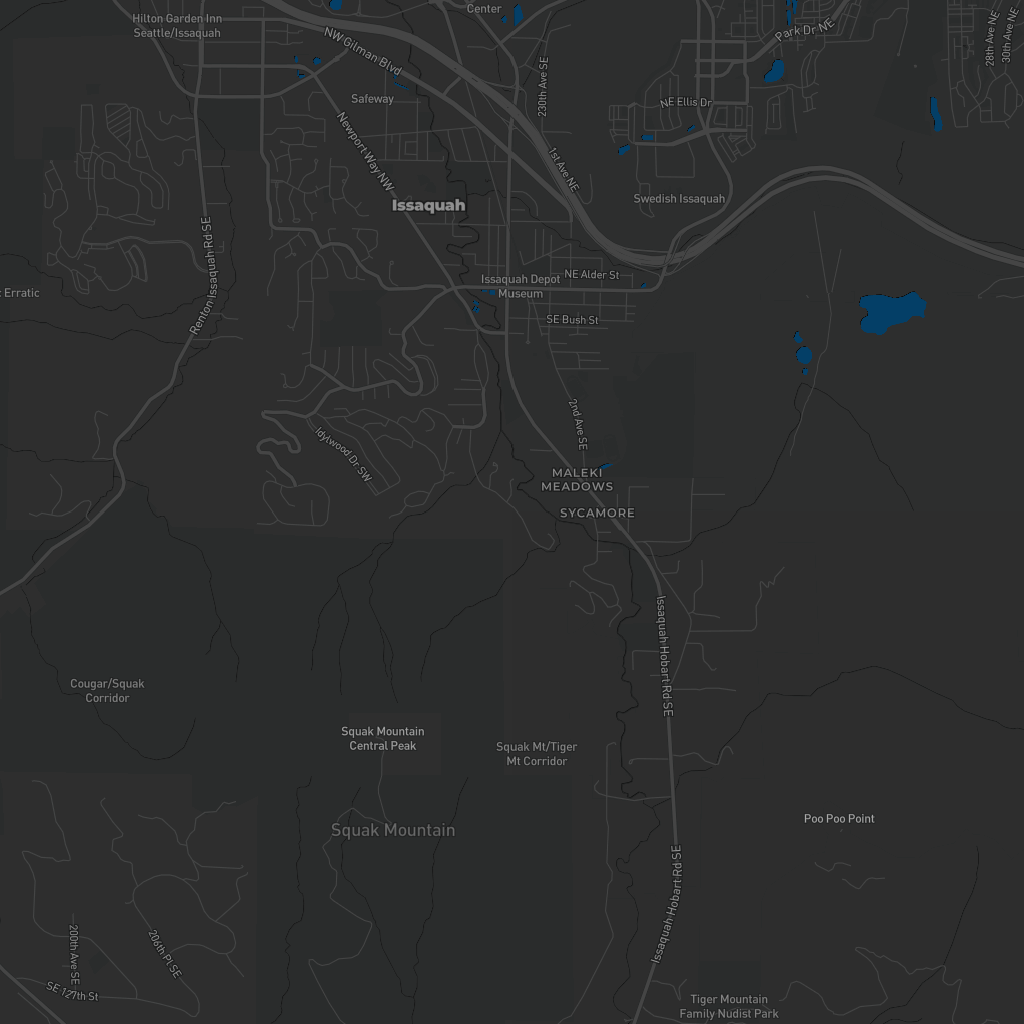 Center
Hilton Garden Inn
Seattle/Issaquah
NW Gilman Blvd
Park Dr NE
28th Ave NE
30th Ave NE
230th Ave SE
Safeway
NE Ellis Dr
Newport Way NW
1st Ave NE
Issaquah
Swedish Issaquah
Renton Issaquah Rd SE
Issaquah Depot
Museum
NE Alder St
Erratic
SE Bush St
2nd Ave SE
Idylwood Dr SW
MALEKI
MEADOWS
SYCAMORE
Issaquah Hobart Rd SE
Cougar/Squak
Corridor
Squak Mountain
Central Peak
Squak Mt/Tiger
Mt Corridor
Squak Mountain
Poo Poo Point
Issaquah Hobart Rd SE
200th Ave SE
206th Pl SE
SE 127th St
Tiger Mountain
Family Nudist Park